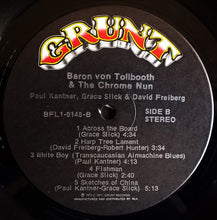 GRUNT
Baron von Tollbooth
& The Chrome Nun
Paul Kantner, Grace Slick & David Freiberg
BFL1-0148-B
SIDE B
STEREO
1 Across the Board
(Grace Slick) 4:34
2 Harp Tree Lament
(David Freiberg-Robert Hunter) 3:34
3 White Boy (Transcaucasian Airmachine Blues)
(Paul Kantner) 4:13
4 Fishman
(Grace Slick) 2:40
5 Sketches of China
(Paul Kantner-Grace Slick) 5:13